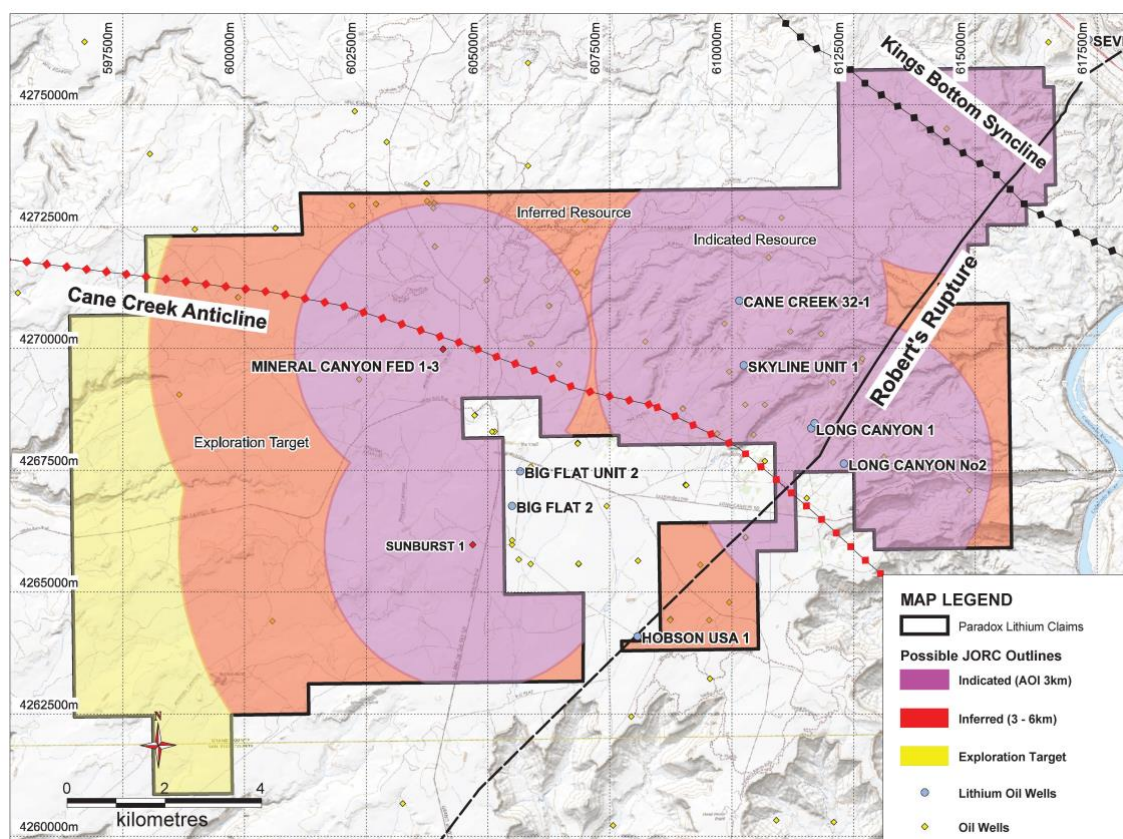 597500m
600000m
602500m
605000m
607500m
610000m
612500m
615000m
617500m
SEV
4275000m
Kings Bottom Syncline
4272500m
Inferred Resource
Indicated Resource
Robert's Rupture
CANE CREEK 32-1
Cane Creek Anticline
4270000m
MINERAL CANYON FED 1-3
SKYLINE UNIT 1
Exploration Target
LONG CANYON 1
4267500m
BIG FLAT UNIT 2
LONG CANYON No2
BIG FLAT 2
SUNBURST 1
4265000m
HOBSON USA 1
4262500m
N
0 2 4
kilometres
4260000m
MAP LEGEND
Paradox Lithium Claims
Possible JORC Outlines
Indicated (AOI 3km)
Inferred (3 - 6km)
Exploration Target
Lithium Oil Wells
Oil Wells